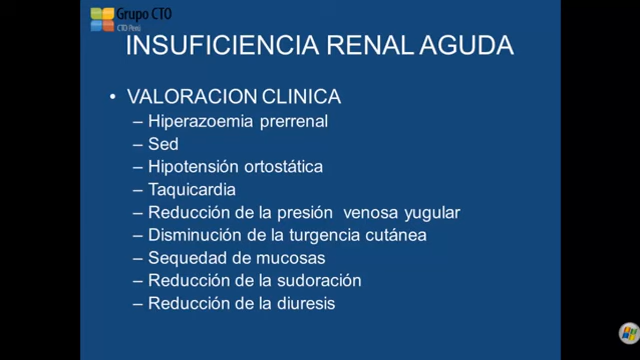 Grupo CTO
CTO Perú
INSUFICIENCIA RENAL AGUDA
• VALORACION CLINICA
– Hiperazoemia prerrenal
– Sed
– Hipotensión ortostática
– Taquicardia
– Reducción de la presión venosa yugular
– Disminución de la turgencia cutánea
– Sequedad de mucosas
– Reducción de la sudoración
– Reducción de la diuresis